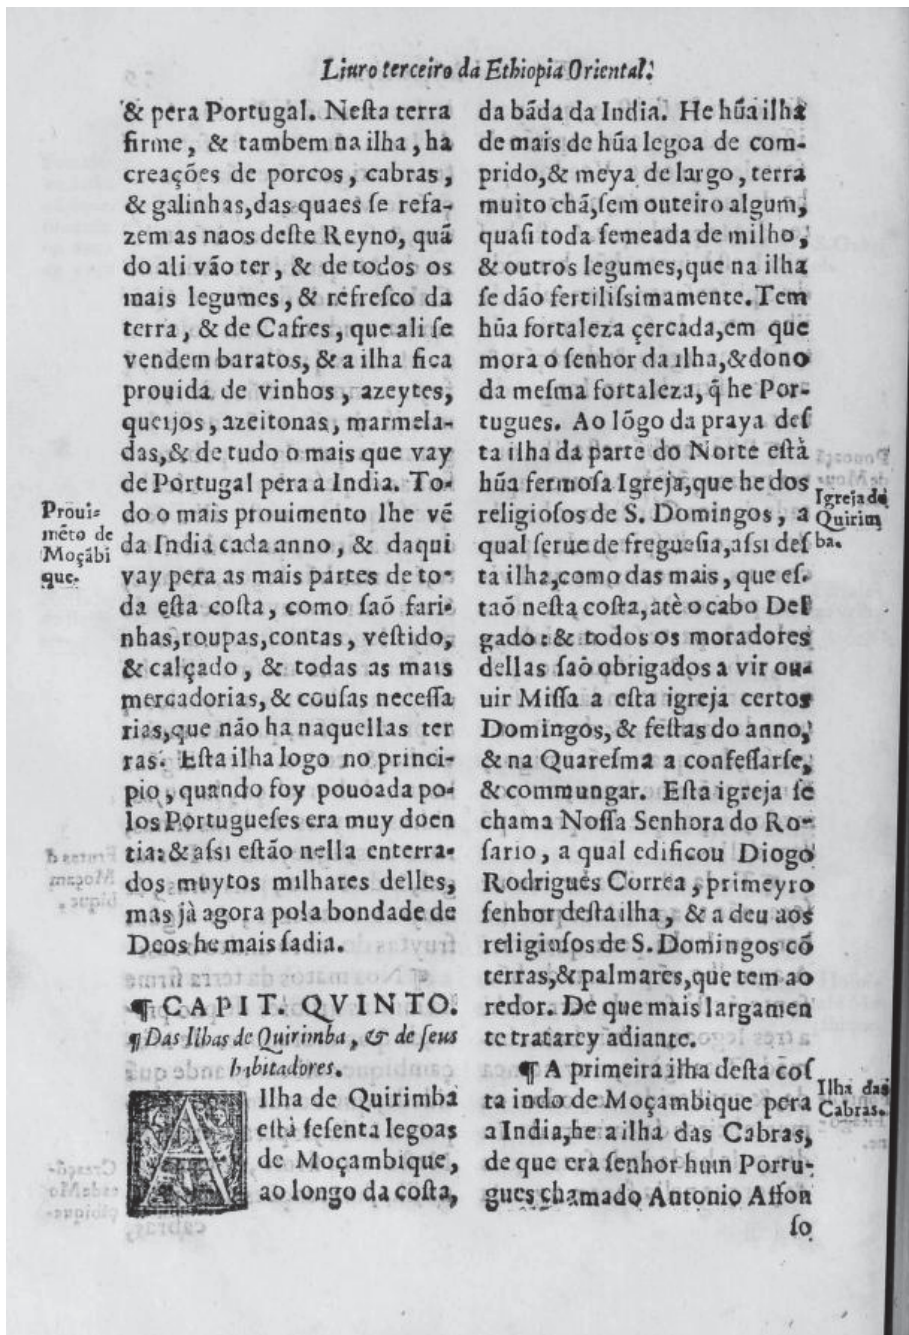 Liuro terceiro da Ethiopia Oriental.
& pera Portugal. Neſta terra
firme, & tambem na ilha, ha
creações de porcos, cabras,
& galinhas, das quaes ſe refa-
zem as naos deſte Reyno, quã
do ali vão ter, & de todos os
mais legumes, & refreſco da
terra, & de Cafres, que ali ſe
vendem baratos, & a ilha fica
prouida de vinhos, azeytes,
queijos, azeitonas, marmela-
das, & de tudo o mais que vay
de Portugal pera a India. To-
do o mais prouimento lhe vẽ
da India cada anno, & daqui
vay pera as mais partes de to-
da eſta coſta, como ſaõ fari-
nhas, roupas, contas, veſtido,
& calçado, & todas as mais
mercadorias, & couſas neceſſa
rias, que não ha naquellas ter
ras. Eſta ilha logo no princi-
pio, quando foy pouoada po-
los Portugueſes era muy doen
tia: & aſsi eſtão nella enterra-
dos muytos milhares delles,
mas jà agora pola bondade de
Deos he mais ſadia.
Proui-
mẽto de
Moçãbi
que.
¶ CAPIT. QVINTO.
¶ Das Ilhas de Quirimba, & de ſeus
habitadores.
A Ilha de Quirimba
eſtà ſeſenta legoas
de Moçambique,
ao longo da coſta,
da bãda da India. He hũa ilha
de mais de hũa legoa de com-
prido, & meya de largo, terra
muito chã, ſem outeiro algum,
quaſi toda ſemeada de milho,
& outros legumes, que na ilha
ſe dão fertiliſsimamente. Tem
hũa fortaleza çercada, em que
mora o ſenhor da ilha, & dono
da meſma fortaleza, q̃ he Por-
tugues. Ao lõgo da praya deſ
ta ilha da parte do Norte eſtà
hũa fermoſa Igreja, que he dos
religioſos de S. Domingos, a
qual ſerue de fregueſia, aſsi deſ
ta ilha, como das mais, que eſ-
taõ neſta coſta, atè o cabo Del
gado: & todos os moradores
dellas ſaõ obrigados a vir ou-
uir Miſſa a eſta igreja certos
Domingos, & feſtas do anno,
& na Quareſma a confeſſarſe,
& commungar. Eſta igreja ſe
chama Noſſa Senhora do Ro-
ſario, a qual edificou Diogo
Rodrigues Correa, primeyro
ſenhor deſta ilha, & a deu aos
religioſos de S. Domingos cõ
terras, & palmares, que tem ao
redor. De que mais largamen
te tratarey adiante.
¶ A primeira ilha deſta coſ
ta indo de Moçambique pera
a India, he a ilha das Cabras,
de que era ſenhor hum Portu-
gues chamado Antonio Affon
ſo
Igreja de
Quirim
ba.
Ilha das
Cabras.